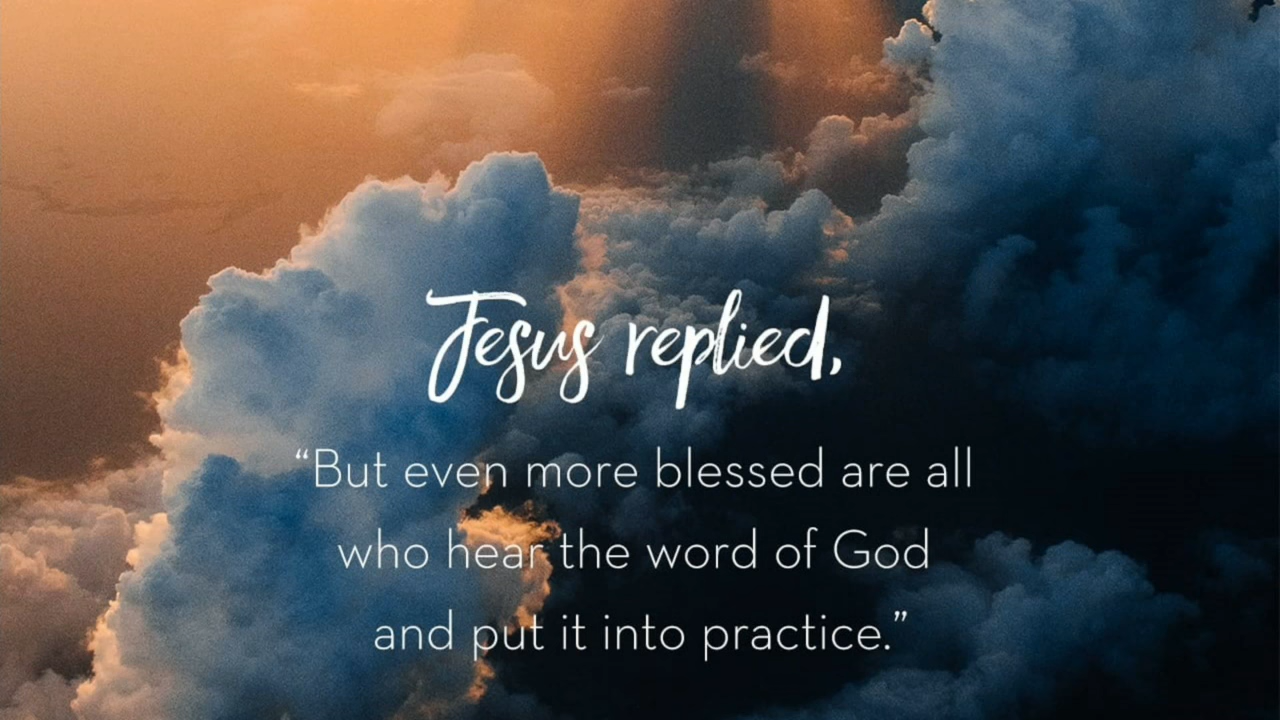 Jesus replied,
“But even more blessed are all
who hear the word of God
and put it into practice.”